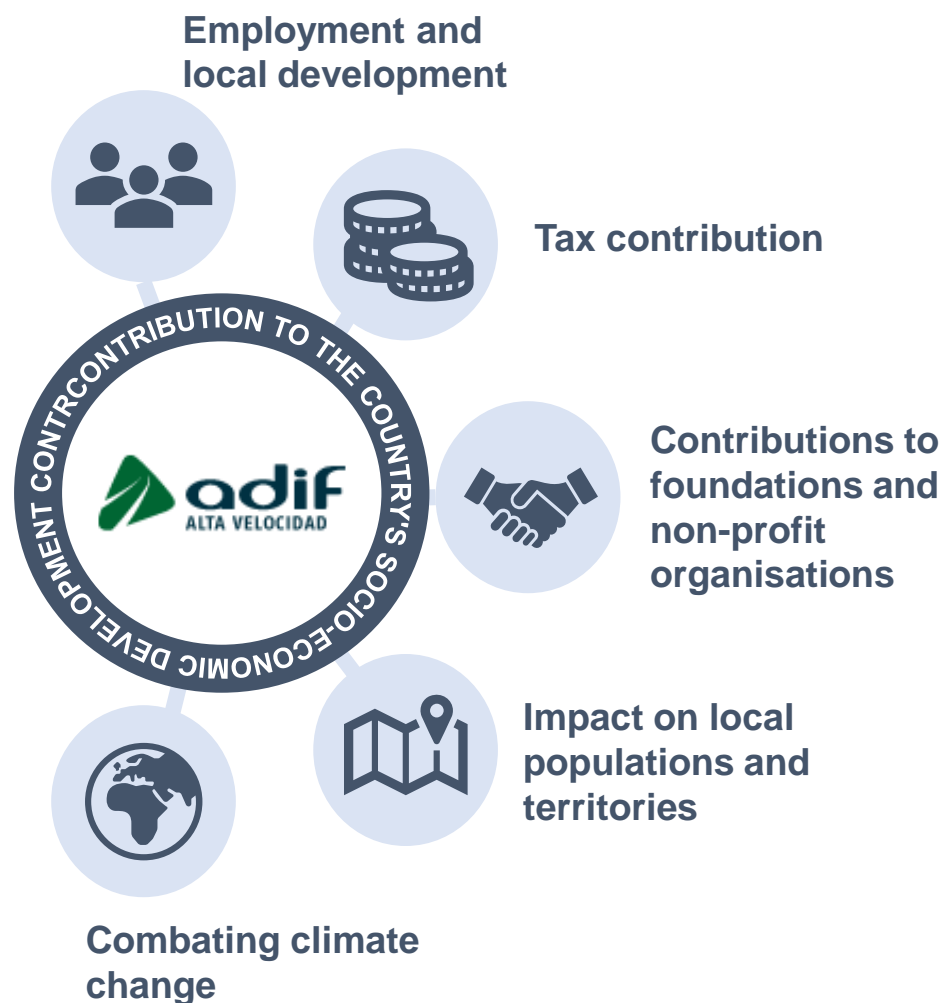 Employment and
local development
Tax contribution
CONTRCONTRIBUTION TO THE COUNTRY'S SOCIO-ECONOMIC DEVELOPMENT
adif
ALTA VELOCIDAD
Contributions to
foundations and
non-profit
organisations
Impact on local
populations and
territories
Combating climate
change